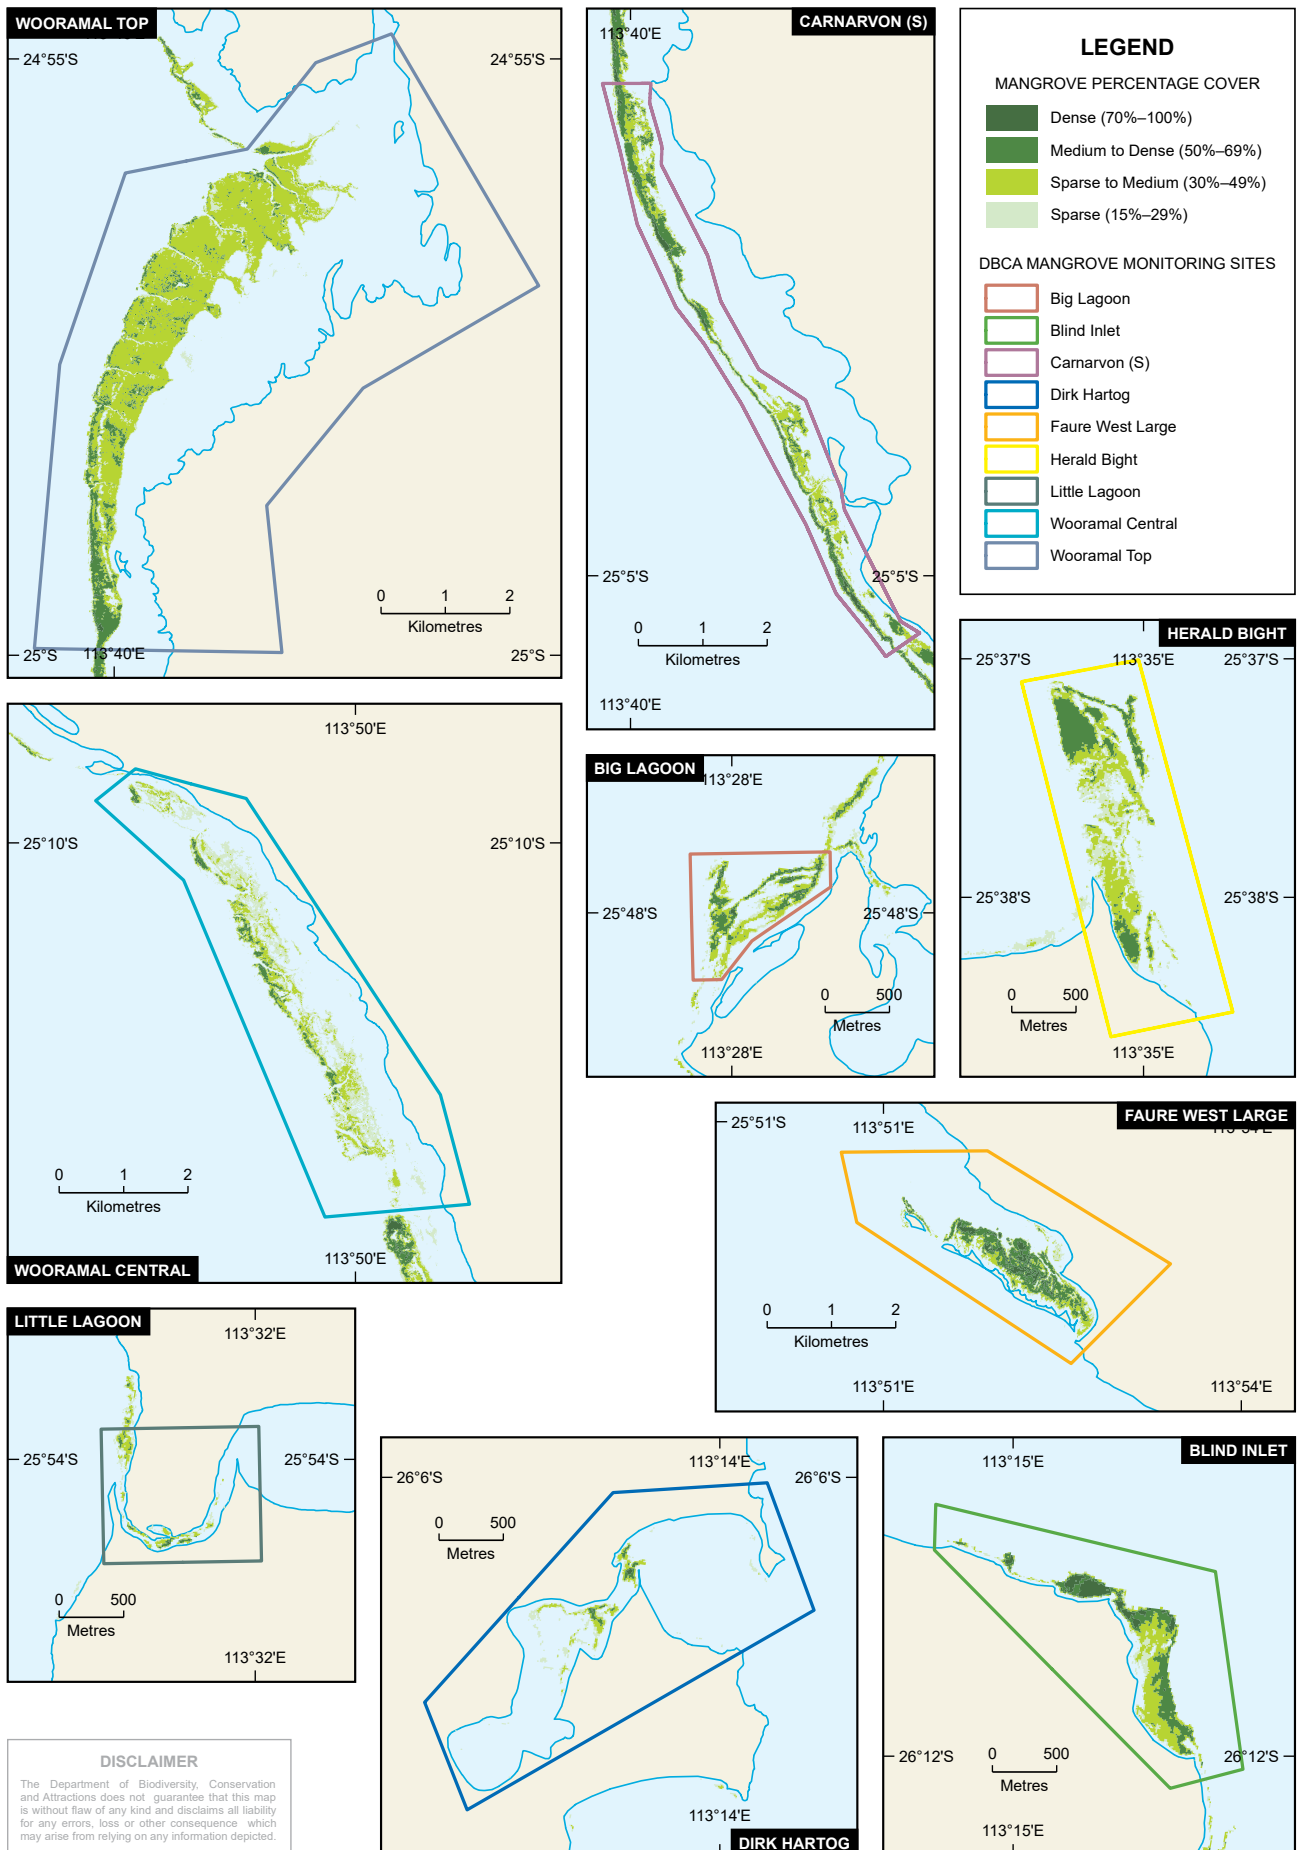 WOORAMAL TOP
24°55'S
24°55'S
25°S
113°40'E
25°S
0 1 2
Kilometres
CARNARVON (S)
113°40'E
25°5'S
25°5'S
0 1 2
Kilometres
113°40'E
LEGEND
MANGROVE PERCENTAGE COVER
Dense (70%–100%)
Medium to Dense (50%–69%)
Sparse to Medium (30%–49%)
Sparse (15%–29%)
DBCA MANGROVE MONITORING SITES
Big Lagoon
Blind Inlet
Carnarvon (S)
Dirk Hartog
Faure West Large
Herald Bight
Little Lagoon
Wooramal Central
Wooramal Top
HERALD BIGHT
25°37'S
113°35'E
25°37'S
25°38'S
25°38'S
0 500
Metres
113°35'E
113°50'E
25°10'S
25°10'S
0 1 2
Kilometres
113°50'E
WOORAMAL CENTRAL
BIG LAGOON
113°28'E
25°48'S
25°48'S
0 500
Metres
113°28'E
FAURE WEST LARGE
25°51'S
113°51'E
0 1 2
Kilometres
113°51'E
113°54'E
LITTLE LAGOON
113°32'E
25°54'S
25°54'S
0 500
Metres
113°32'E
113°14'E
26°6'S
26°6'S
0 500
Metres
113°14'E
DIRK HARTOG
BLIND INLET
113°15'E
26°12'S
26°12'S
0 500
Metres
113°15'E
DISCLAIMER
The Department of Biodiversity, Conservation
and Attractions does not guarantee that this map
is without flaw of any kind and disclaims all liability
for any errors, loss or other consequence which
may arise from relying on any information depicted.